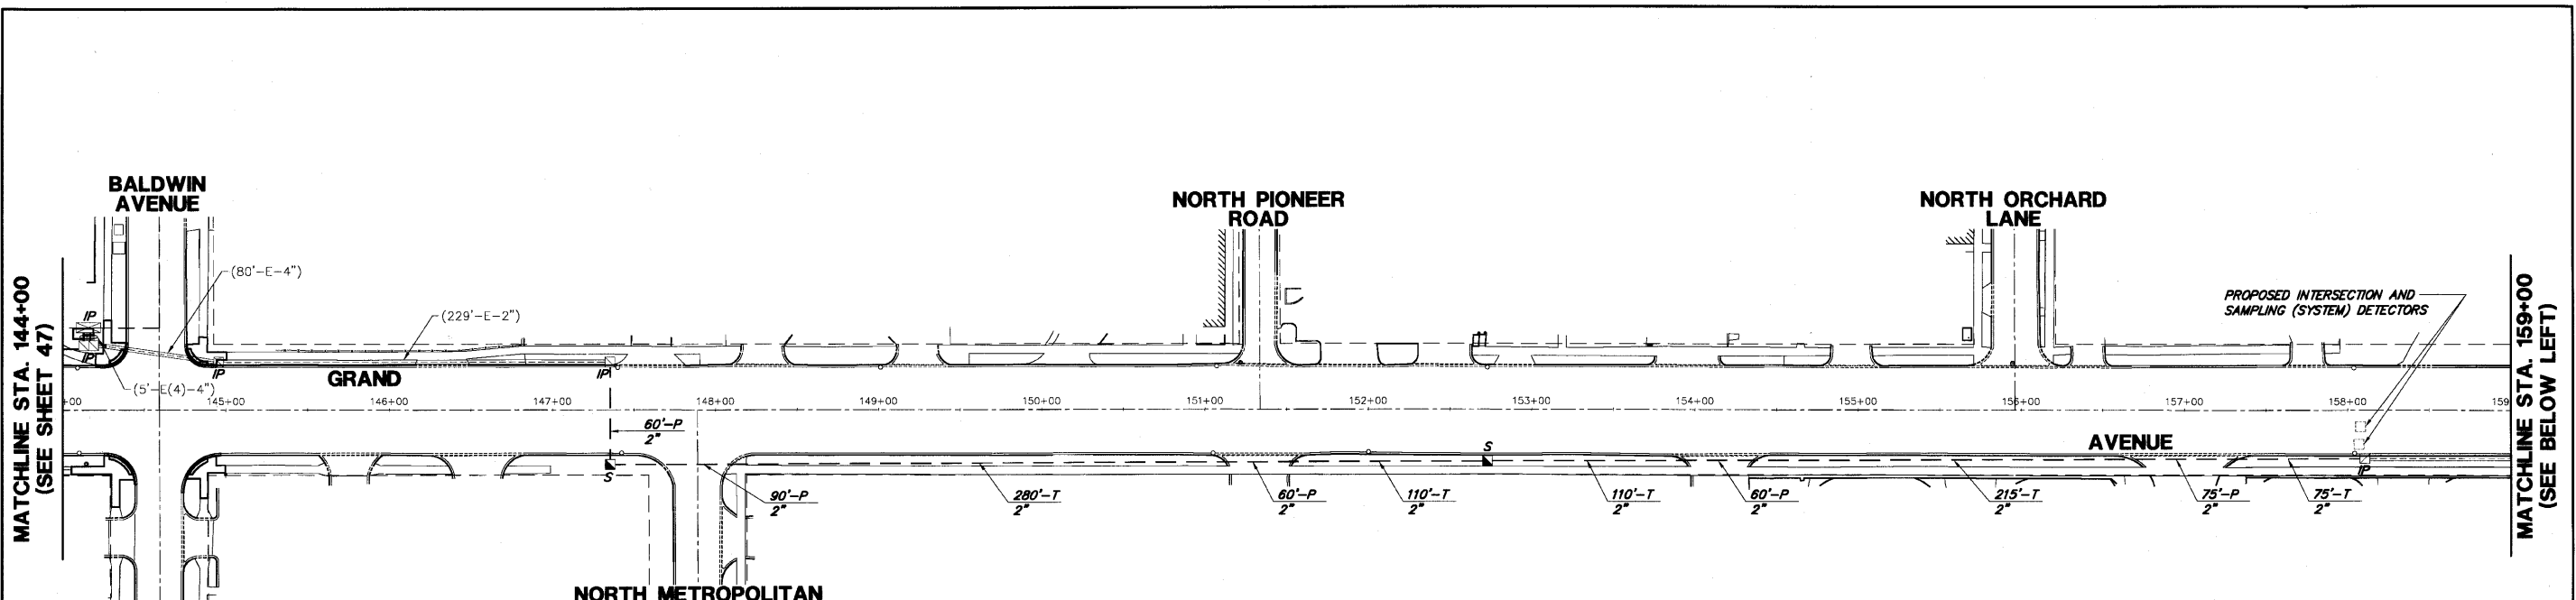 BALDWIN
AVENUE
NORTH PIONEER
ROAD
NORTH ORCHARD
LANE
MATCHLINE STA. 144+00
(SEE SHEET 47)
(80'-E-4")
(229'-E-2")
(5'-E(4)-4")
IP
IP
IP
IP
GRAND
PROPOSED INTERSECTION AND
SAMPLING (SYSTEM) DETECTORS
MATCHLINE STA. 159+00
(SEE BELOW LEFT)
+00
145+00
146+00
147+00
148+00
149+00
150+00
151+00
152+00
153+00
154+00
155+00
156+00
157+00
158+00
159
60'-P
2"
AVENUE
S
S
IP
90'-P
2"
280'-T
2"
60'-P
2"
110'-T
2"
110'-T
2"
60'-P
2"
215'-T
2"
75'-P
2"
75'-T
2"
NORTH METROPOLITAN